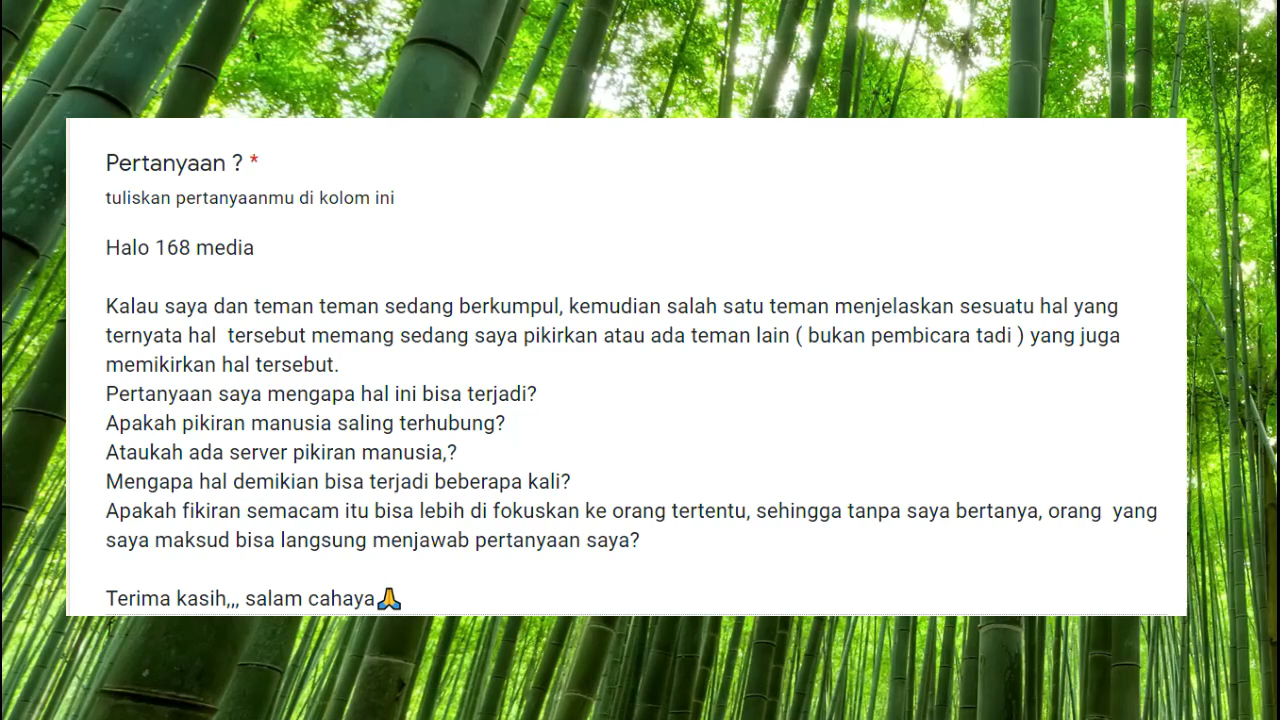 Pertanyaan ? *
tuliskan pertanyaanmu di kolom ini
Halo 168 media
Kalau saya dan teman teman sedang berkumpul, kemudian salah satu teman menjelaskan sesuatu hal yang
ternyata hal  tersebut memang sedang saya pikirkan atau ada teman lain ( bukan pembicara tadi ) yang juga
memikirkan hal tersebut.
Pertanyaan saya mengapa hal ini bisa terjadi?
Apakah pikiran manusia saling terhubung?
Ataukah ada server pikiran manusia,?
Mengapa hal demikian bisa terjadi beberapa kali?
Apakah fikiran semacam itu bisa lebih di fokuskan ke orang tertentu, sehingga tanpa saya bertanya, orang  yang
saya maksud bisa langsung menjawab pertanyaan saya?
Terima kasih,,, salam cahaya🙏